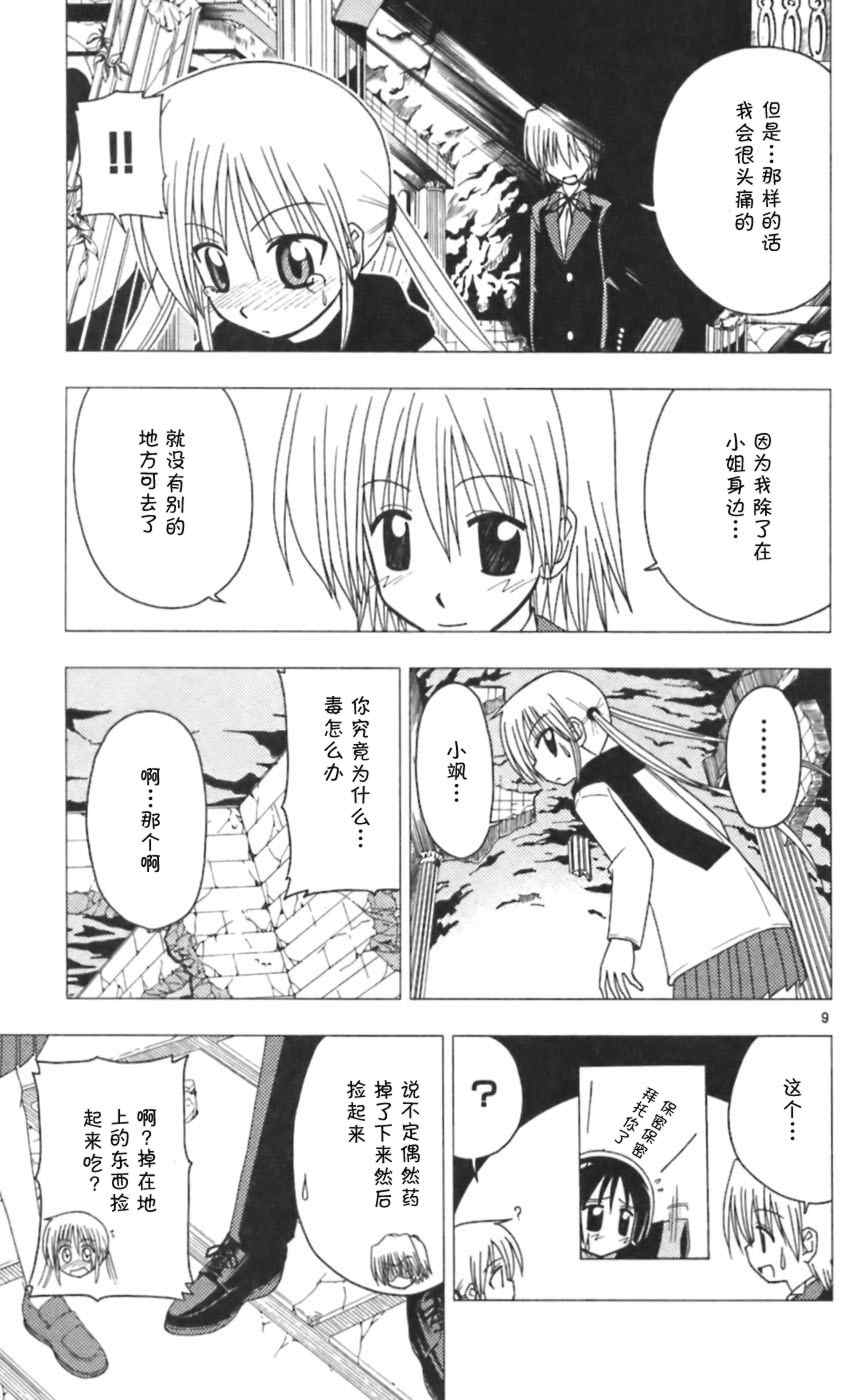 但是…那样的话
我会很头痛的
!!
因为我除了在
小姐身边…
就没有别的
地方可去了
………
小飒…
你究竟为什么…
毒怎么办
啊…那个啊
9
这个…
保密保密
拜托你了
?
?
说不定偶然药
掉了下来然后
捡起来
啊?掉在地
上的东西捡
起来吃?